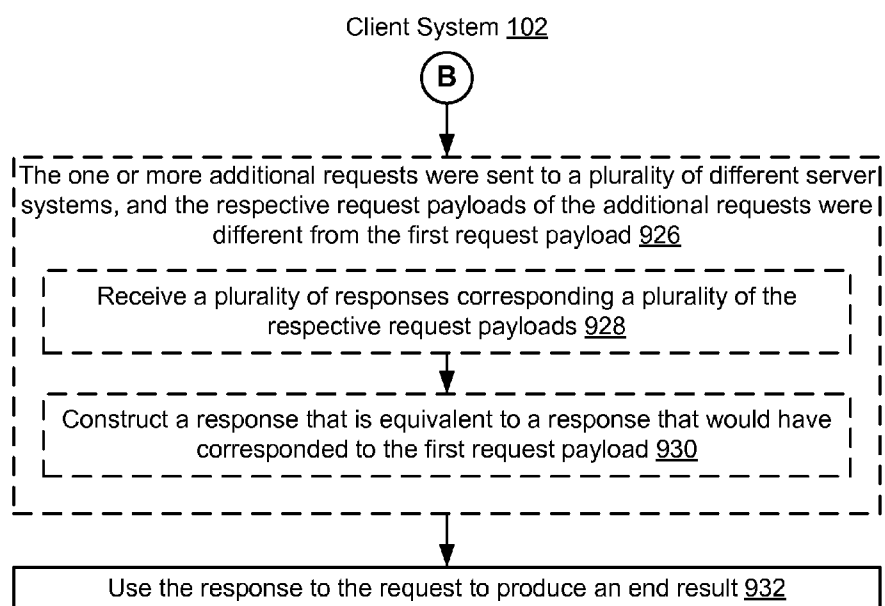 Client System 102
B
The one or more additional requests were sent to a plurality of different server
systems, and the respective request payloads of the additional requests were
different from the first request payload 926
Receive a plurality of responses corresponding a plurality of the
respective request payloads 928
Construct a response that is equivalent to a response that would have
corresponded to the first request payload 930
Use the response to the request to produce an end result 932